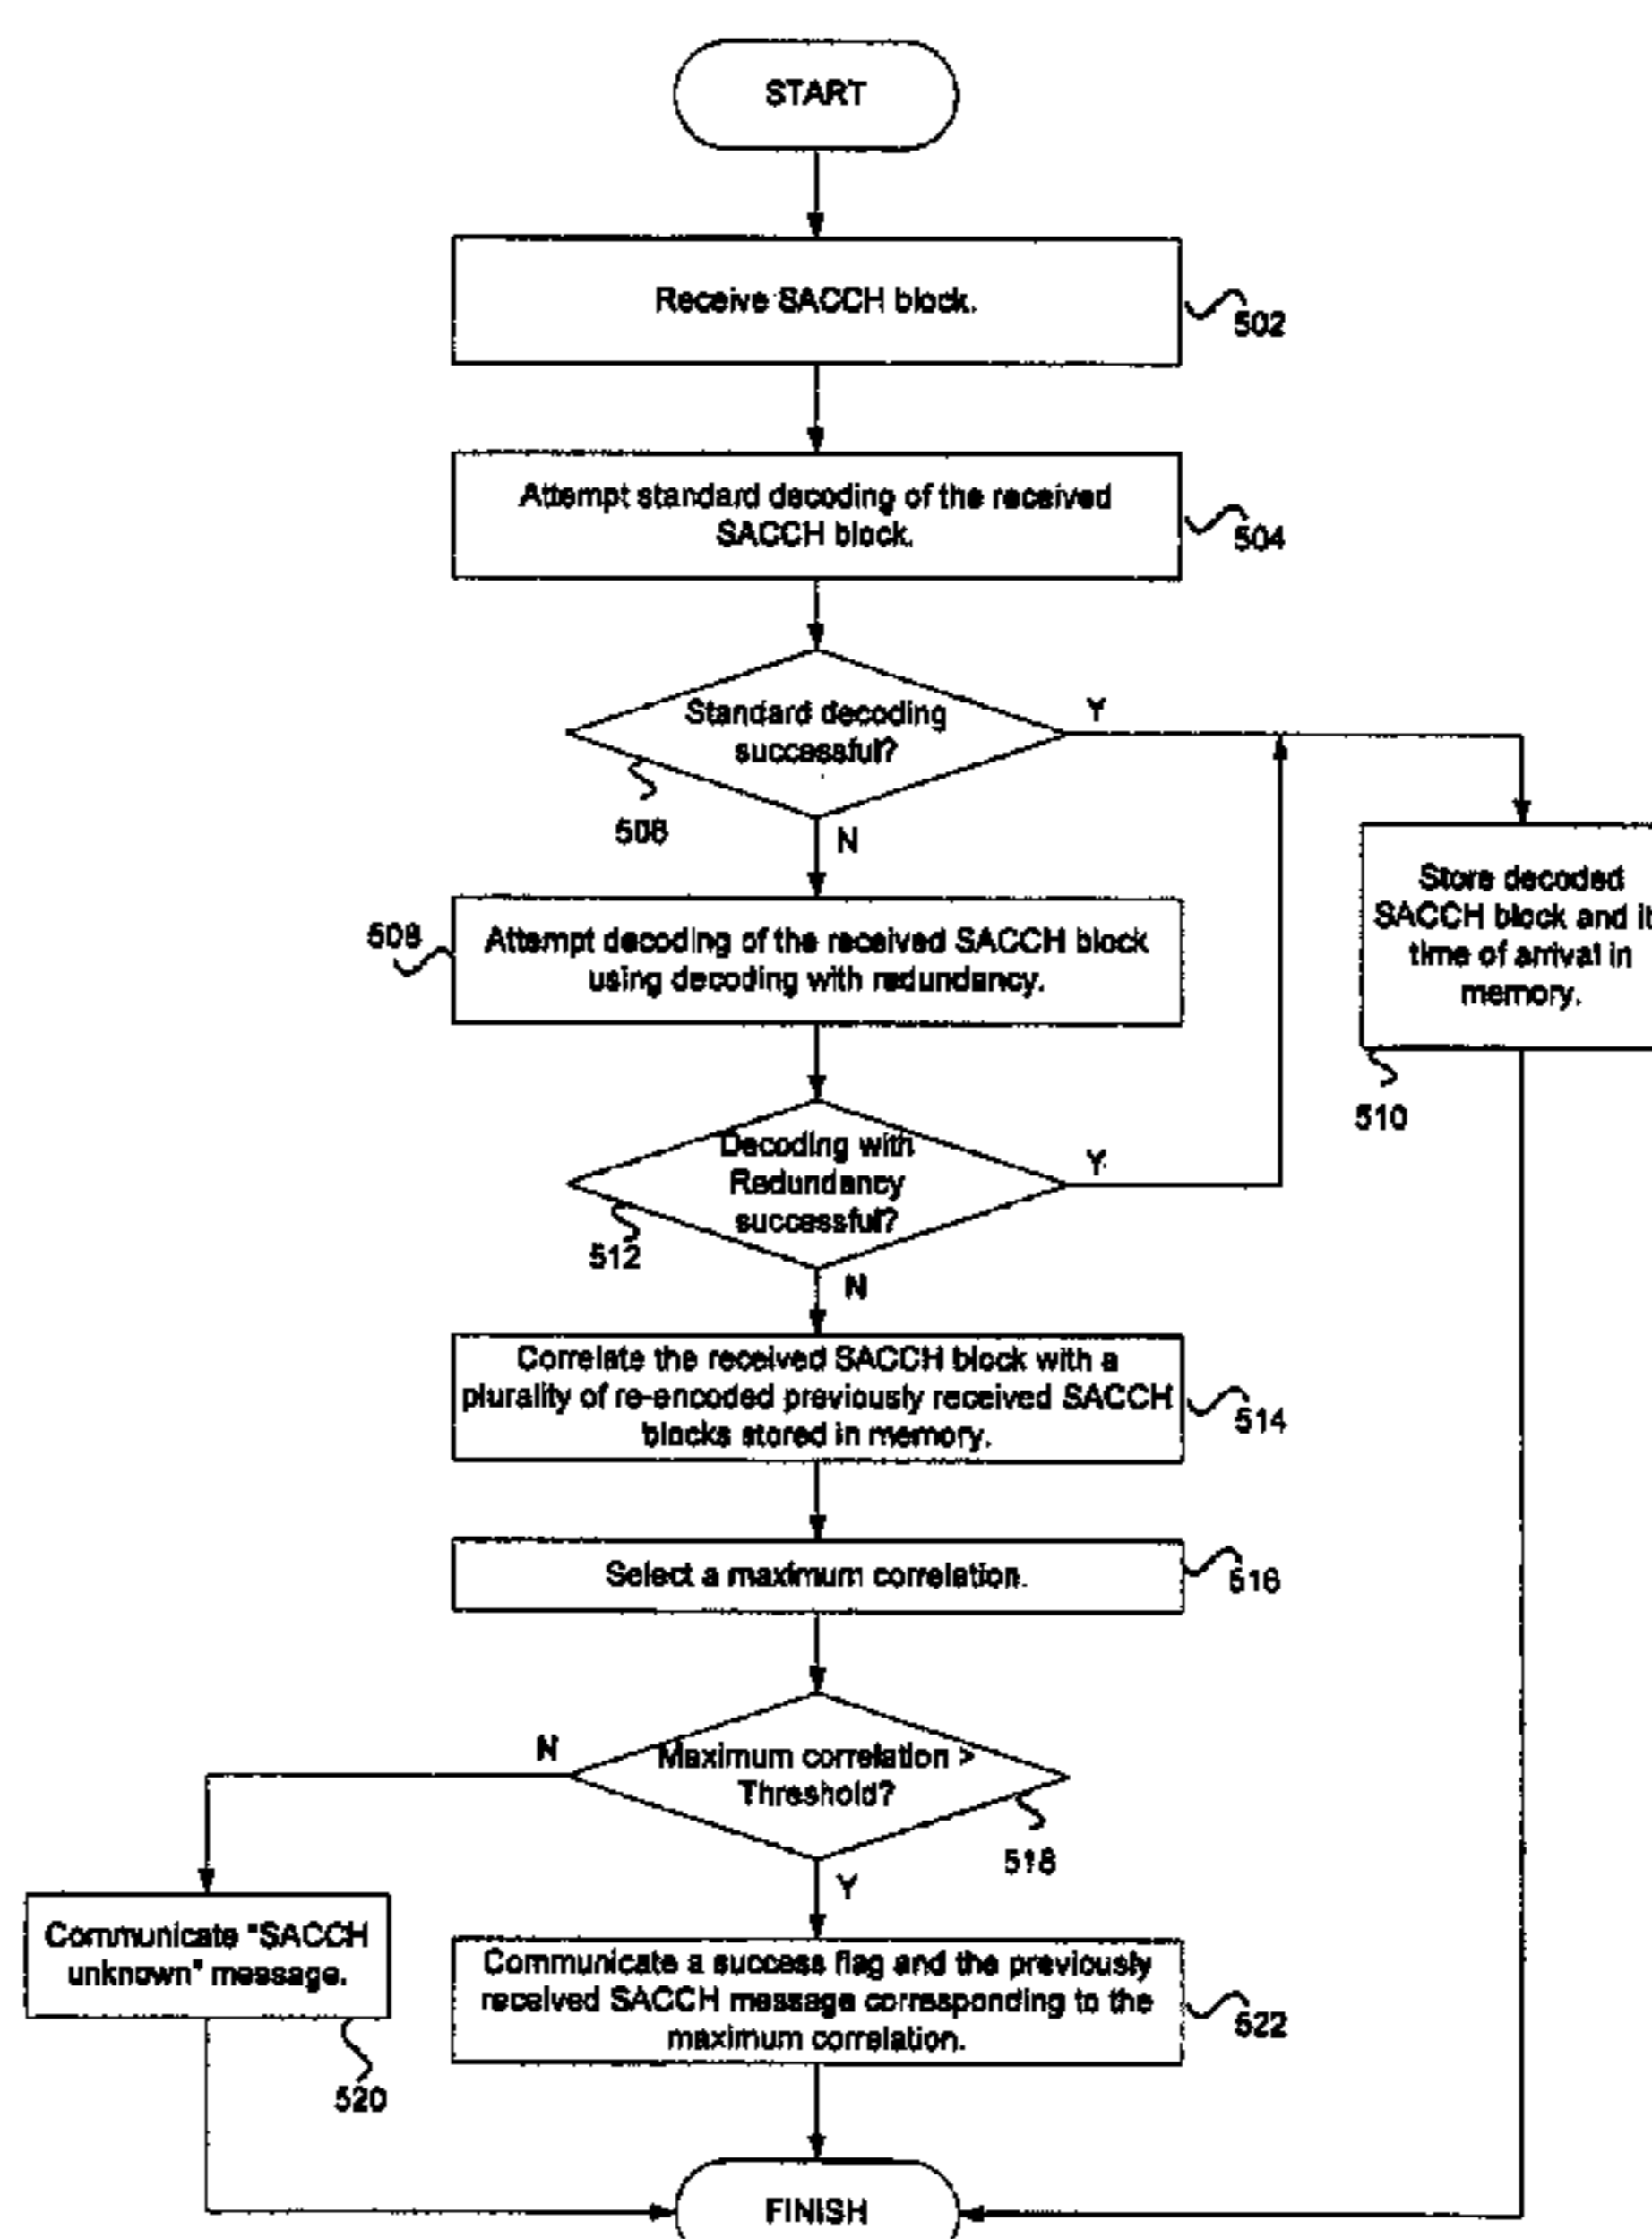 START
Receive SACCH block.
502
Attempt standard decoding of the received
SACCH block.
504
Standard decoding
successful?
Y
506
N
Store decoded
SACCH block and
time of arrival in
memory.
510
508
Attempt decoding of the received SACCH block
using decoding with redundancy.
Decoding with
Redundancy
successful?
Y
512
N
Correlate the received SACCH block with a
plurality of re-encoded previously received SACCH
blocks stored in memory.
514
Select a maximum correlation.
516
N
Maximum correlation >
Threshold?
518
Y
Communicate "SACCH
unknown" message.
520
Communicate a success flag and the previously
received SACCH message corresponding to the
maximum correlation.
522
FINISH